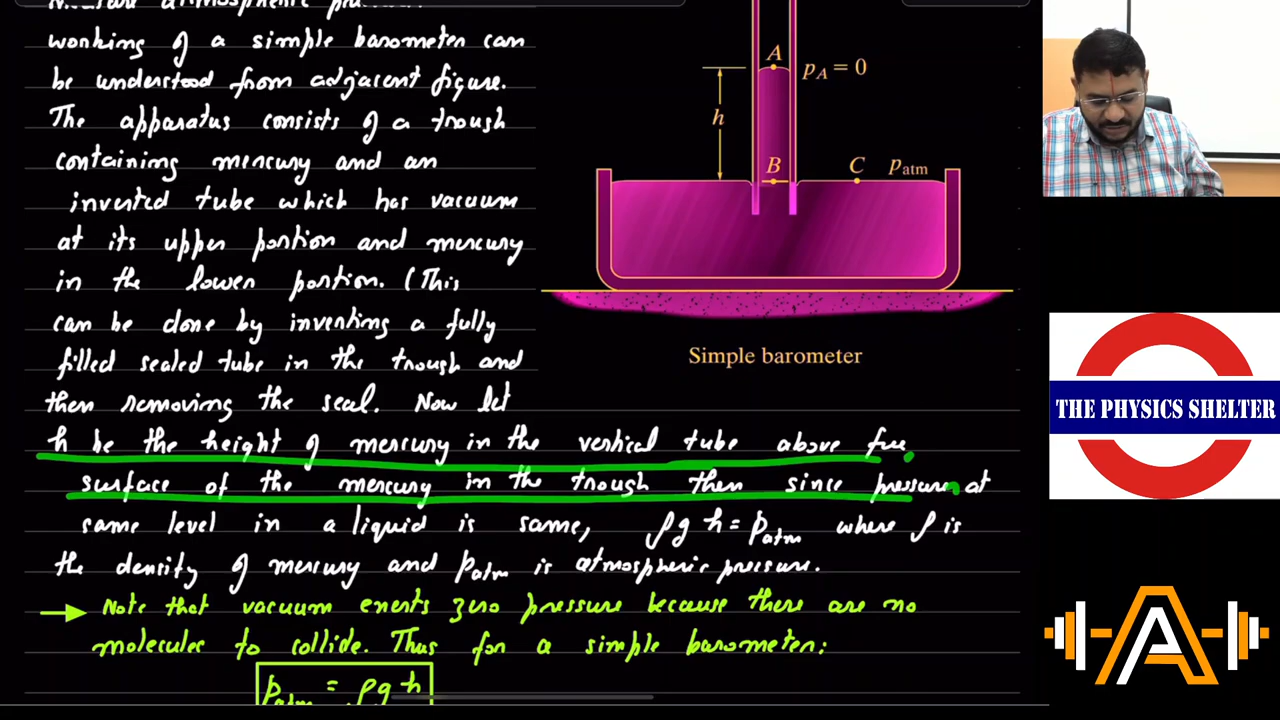 working of a simple barometer can
be understood from adjacent figure.
The apparatus consists of a trough
containing mercury and an
inverted tube which has vacuum
at its upper portion and mercury
in the lower portion. (This
can be done by inverting a fully
filled sealed tube in the trough and
then removing the seal. Now let
h be the height of mercury in the vertical tube above free
surface of the mercury in the trough then since pressure at
same level in a liquid is same, ρgh = Patm where ρ is
the density of mercury and Patm is atmospheric pressure.
→ Note that vacuum exerts zero pressure because there are no
molecules to collide. Thus for a simple barometer:
Patm = ρgh
A
pA = 0
h
B
C
patm
Simple barometer
THE PHYSICS SHELTER
A